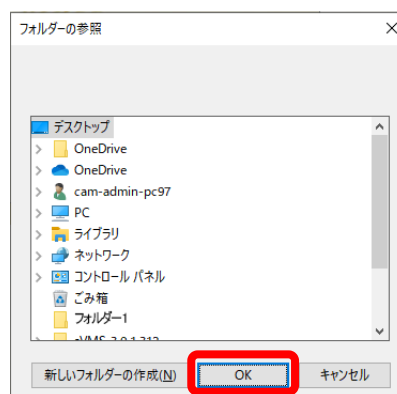 フォルダーの参照
デスクトップ
OneDrive
OneDrive
cam-admin-pc97
PC
ライブラリ
ネットワーク
コントロール パネル
ごみ箱
フォルダー1
新しいフォルダーの作成(N) OK キャンセル